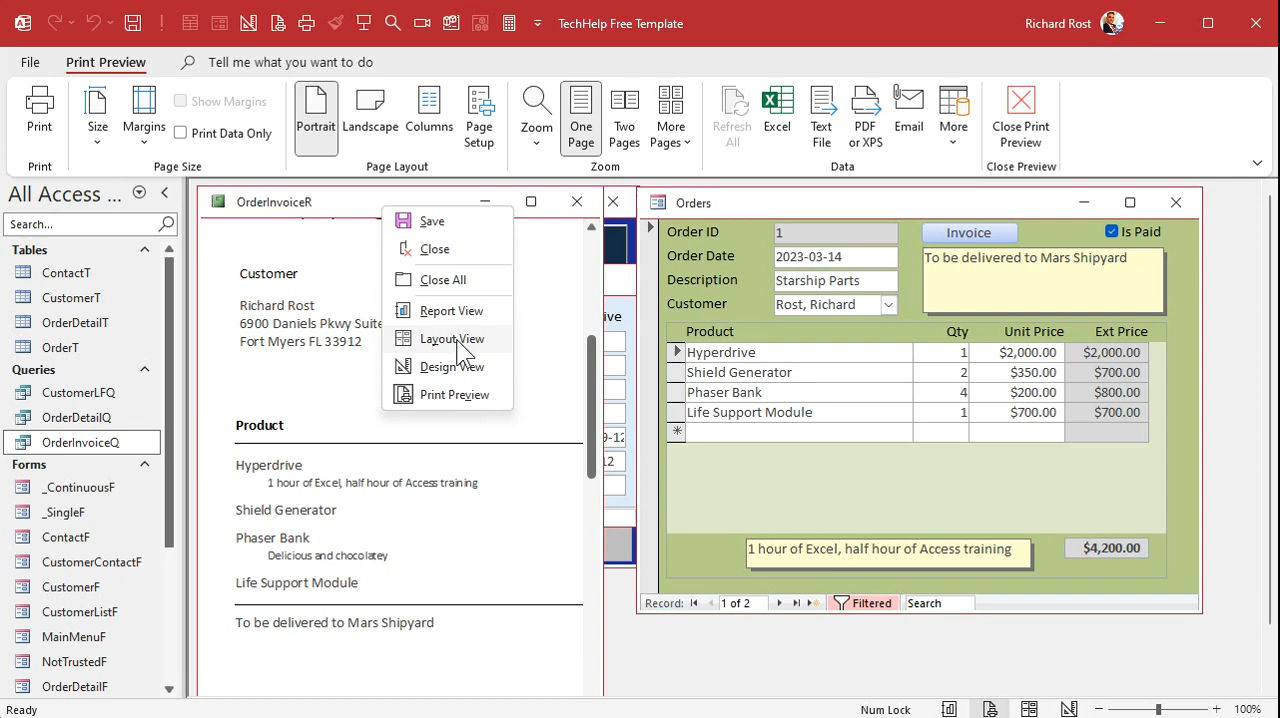 TechHelp Free Template
Richard Rost
File
Print Preview
Tell me what you want to do
Print
Size
Margins
Show Margins
Print Data Only
Portrait
Landscape
Columns
Page Setup
Zoom
One Page
Two Pages
More Pages
Refresh All
Excel
Text File
PDF or XPS
Email
More
Close Print Preview
Print
Page Size
Page Layout
Zoom
Data
Close Preview
All Access ...
Search...
Tables
ContactT
CustomerT
OrderDetailT
OrderT
Queries
CustomerLFQ
OrderDetailQ
OrderInvoiceQ
Forms
_ContinuousF
_SingleF
ContactF
CustomerContactF
CustomerF
CustomerListF
MainMenuF
NotTrustedF
OrderDetailF
OrderInvoiceR
Customer
Richard Rost
6900 Daniels Pkwy Suite
Fort Myers FL 33912
Product
Hyperdrive
1 hour of Excel, half hour of Access training
Shield Generator
Phaser Bank
Delicious and chocolatey
Life Support Module
To be delivered to Mars Shipyard
Save
Close
Close All
Report View
Layout View
Design View
Print Preview
ive
9-12
12
Orders
Order ID 1 Invoice Is Paid
Order Date 2023-03-14 To be delivered to Mars Shipyard
Description Starship Parts
Customer Rost, Richard
Product Qty Unit Price Ext Price
Hyperdrive 1 $2,000.00 $2,000.00
Shield Generator 2 $350.00 $700.00
Phaser Bank 4 $200.00 $800.00
Life Support Module 1 $700.00 $700.00
1 hour of Excel, half hour of Access training $4,200.00
Record: 1 of 2 Filtered Search
Ready
Num Lock
100%